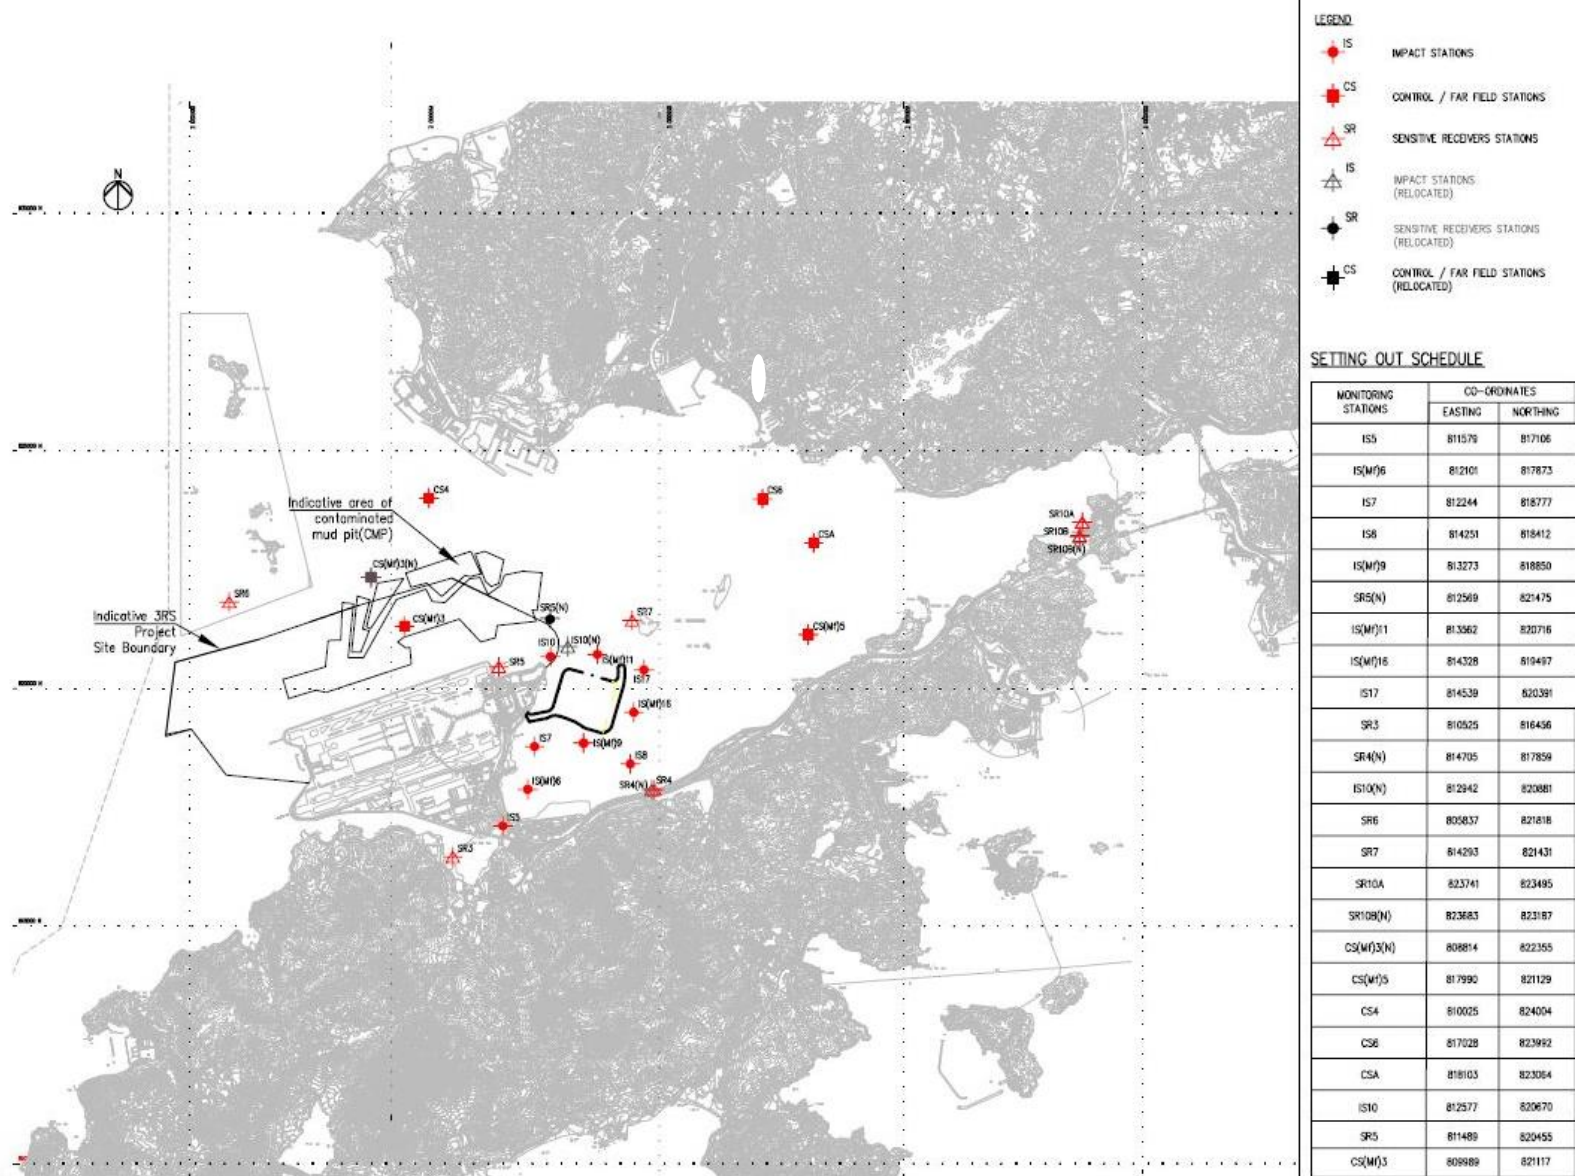 LEGEND
IS
IMPACT STATIONS
CS
CONTROL / FAR FIELD STATIONS
SR
SENSITIVE RECEIVERS STATIONS
IS
IMPACT STATIONS
(RELOCATED)
SR
SENSITIVE RECEIVERS STATIONS
(RELOCATED)
CS
CONTROL / FAR FIELD STATIONS
(RELOCATED)
N
CS4
CS6
Indicative area of
contaminated
mud pit(CMP)
CSA
SR10A
SR10B
SR10B(N)
CS(Mf)3(N)
SR6
Indicative 3RS
Project
Site Boundary
CS(Mf)3
SR5(N)
SR7
CS(Mf)5
IS10
IS10(N)
IS(Mf)11
SR5
IS17
IS(Mf)16
IS7
IS(Mf)9
IS8
IS(Mf)6
SR4(N)
SR4
IS5
SR3
SETTING OUT SCHEDULE
MONITORING
STATIONS
CO-ORDINATES
EASTING NORTHING
IS5 811579 817106
IS(Mf)6 812101 817873
IS7 812244 818777
IS8 814251 818412
IS(Mf)9 813273 818850
SR5(N) 812569 821475
IS(Mf)11 813562 820716
IS(Mf)16 814328 819497
IS17 814539 820391
SR3 810525 816456
SR4(N) 814705 817859
IS10(N) 812942 820881
SR6 805837 821818
SR7 814293 821431
SR10A 823741 823495
SR10B(N) 823683 823187
CS(Mf)3(N) 808814 822355
CS(Mf)5 817990 821129
CS4 810025 824004
CS6 817028 823992
CSA 818103 823064
IS10 812577 820670
SR5 811489 820455
CS(Mf)3 809989 821117